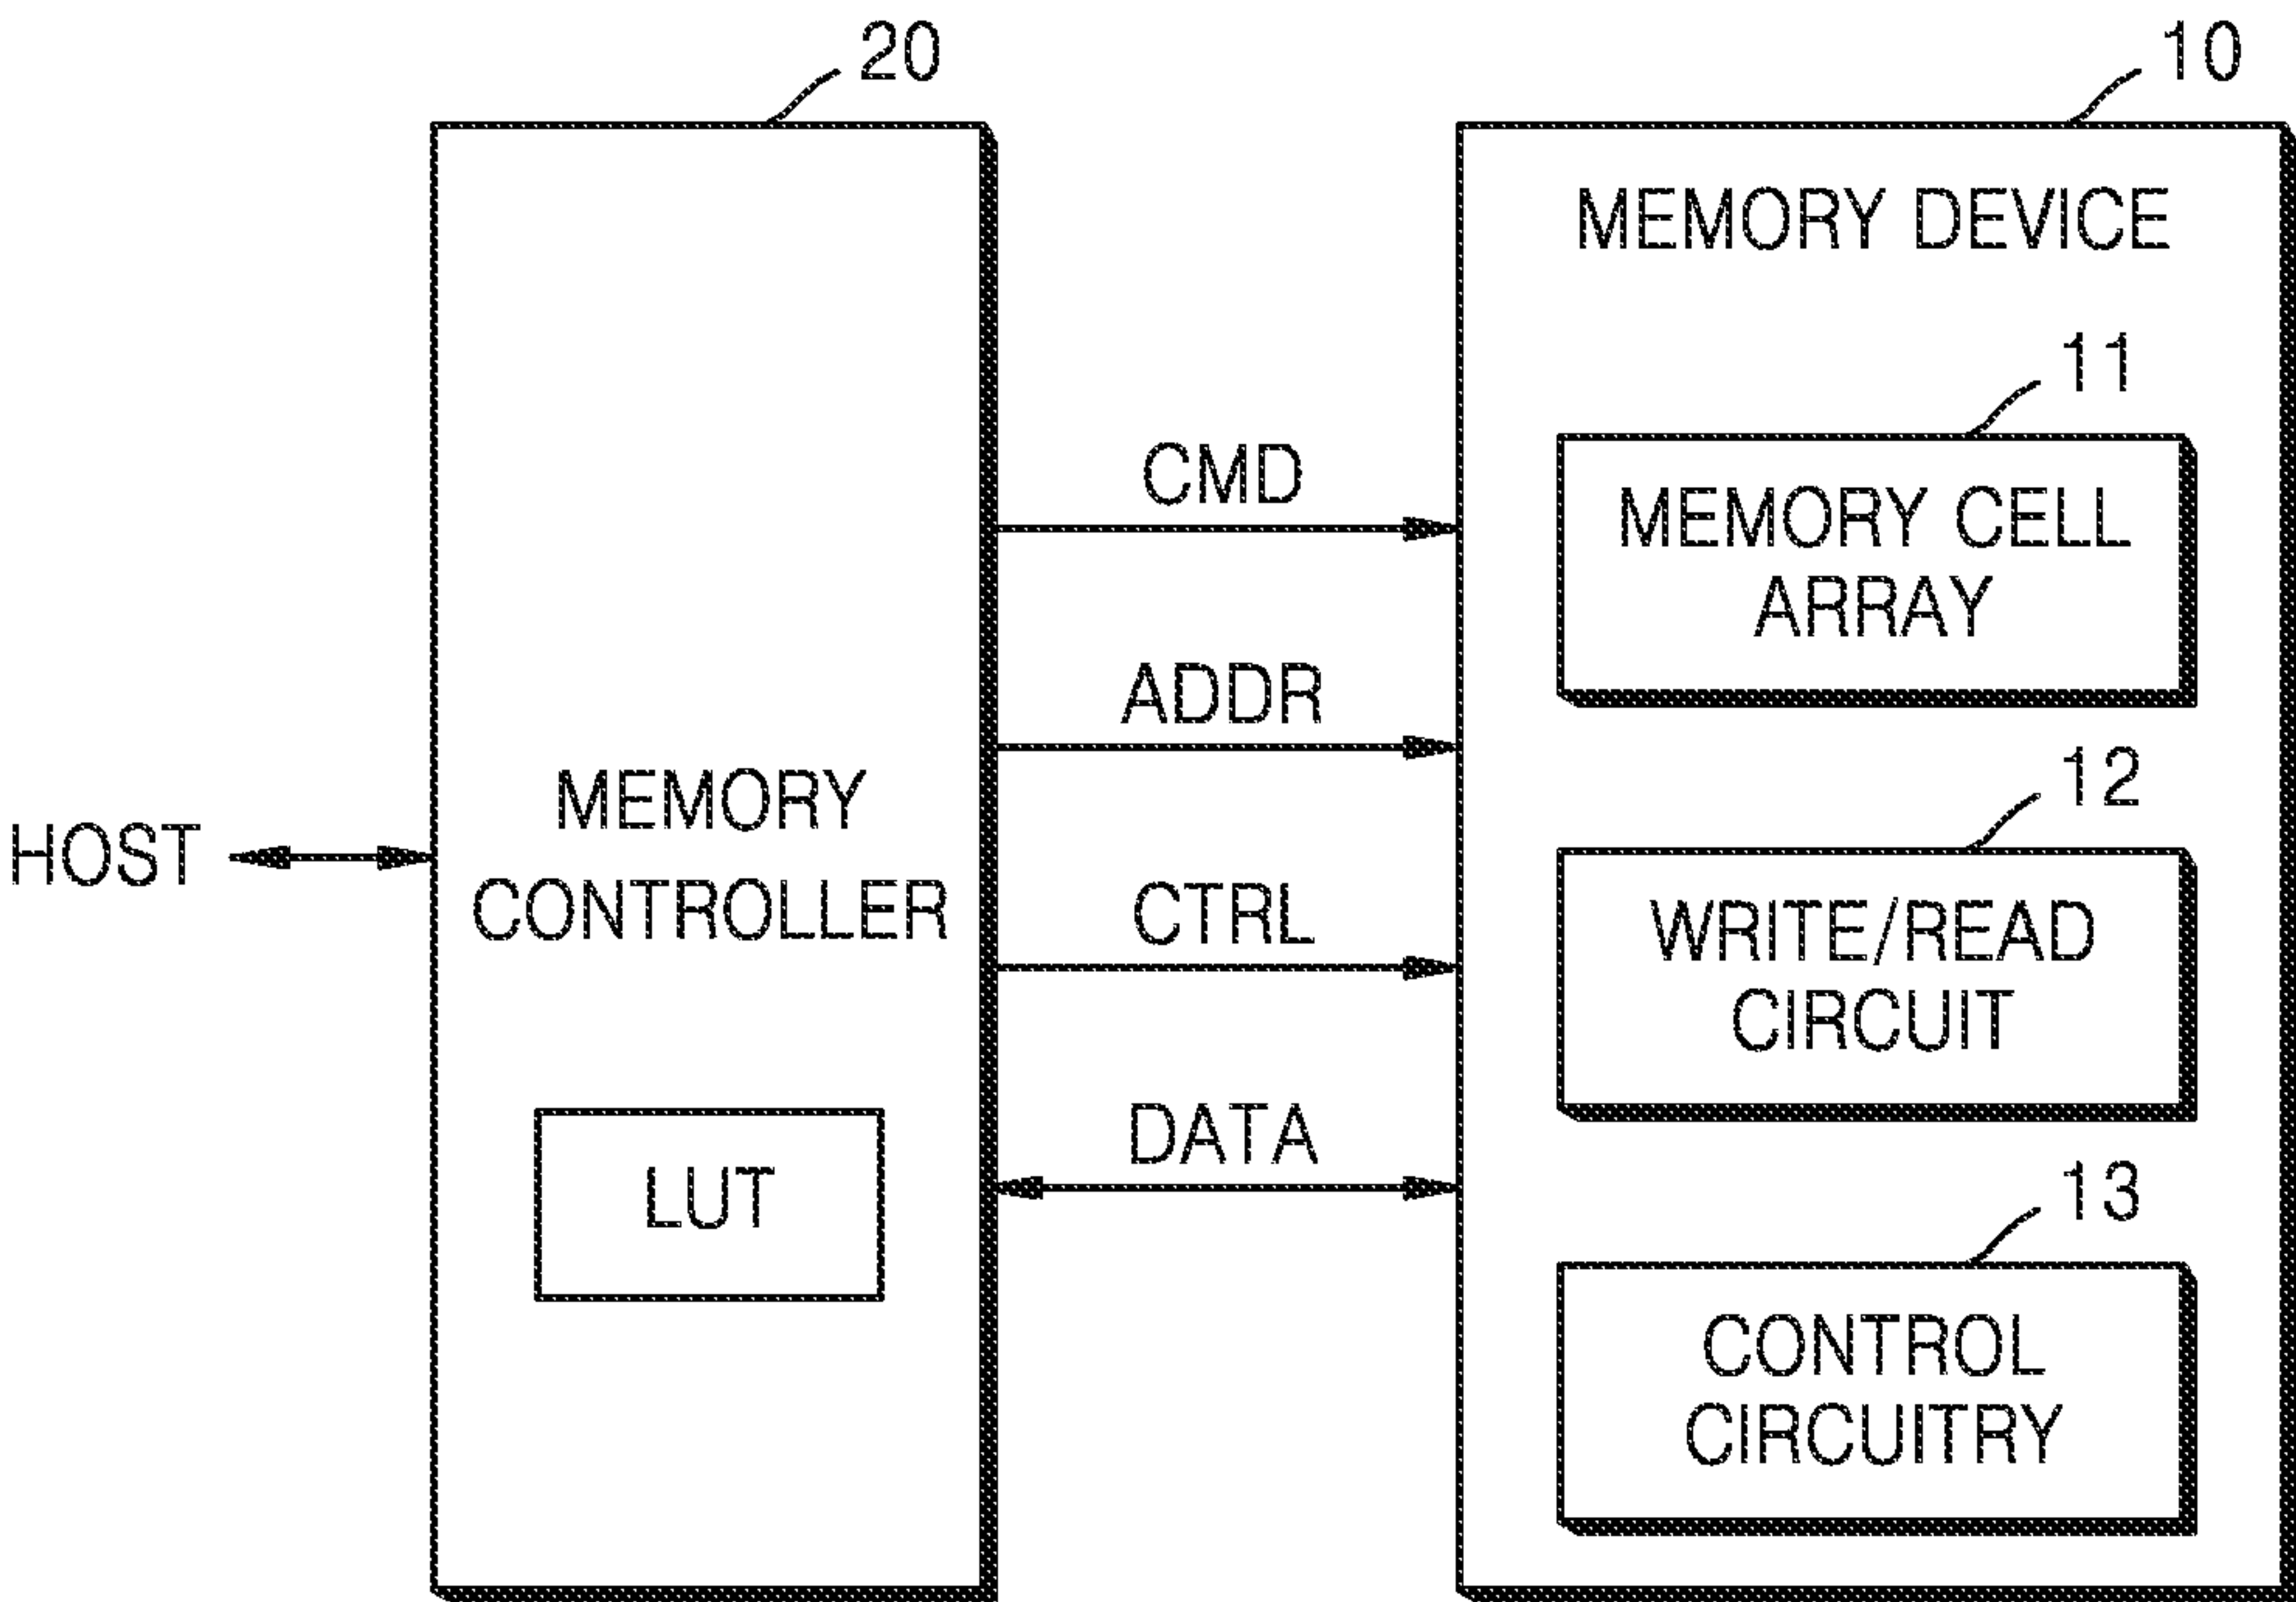 20
10
MEMORY DEVICE
11
CMD
MEMORY CELL
ARRAY
ADDR
12
MEMORY
CONTROLLER
HOST
CTRL
WRITE/READ
CIRCUIT
DATA
LUT
13
CONTROL
CIRCUITRY